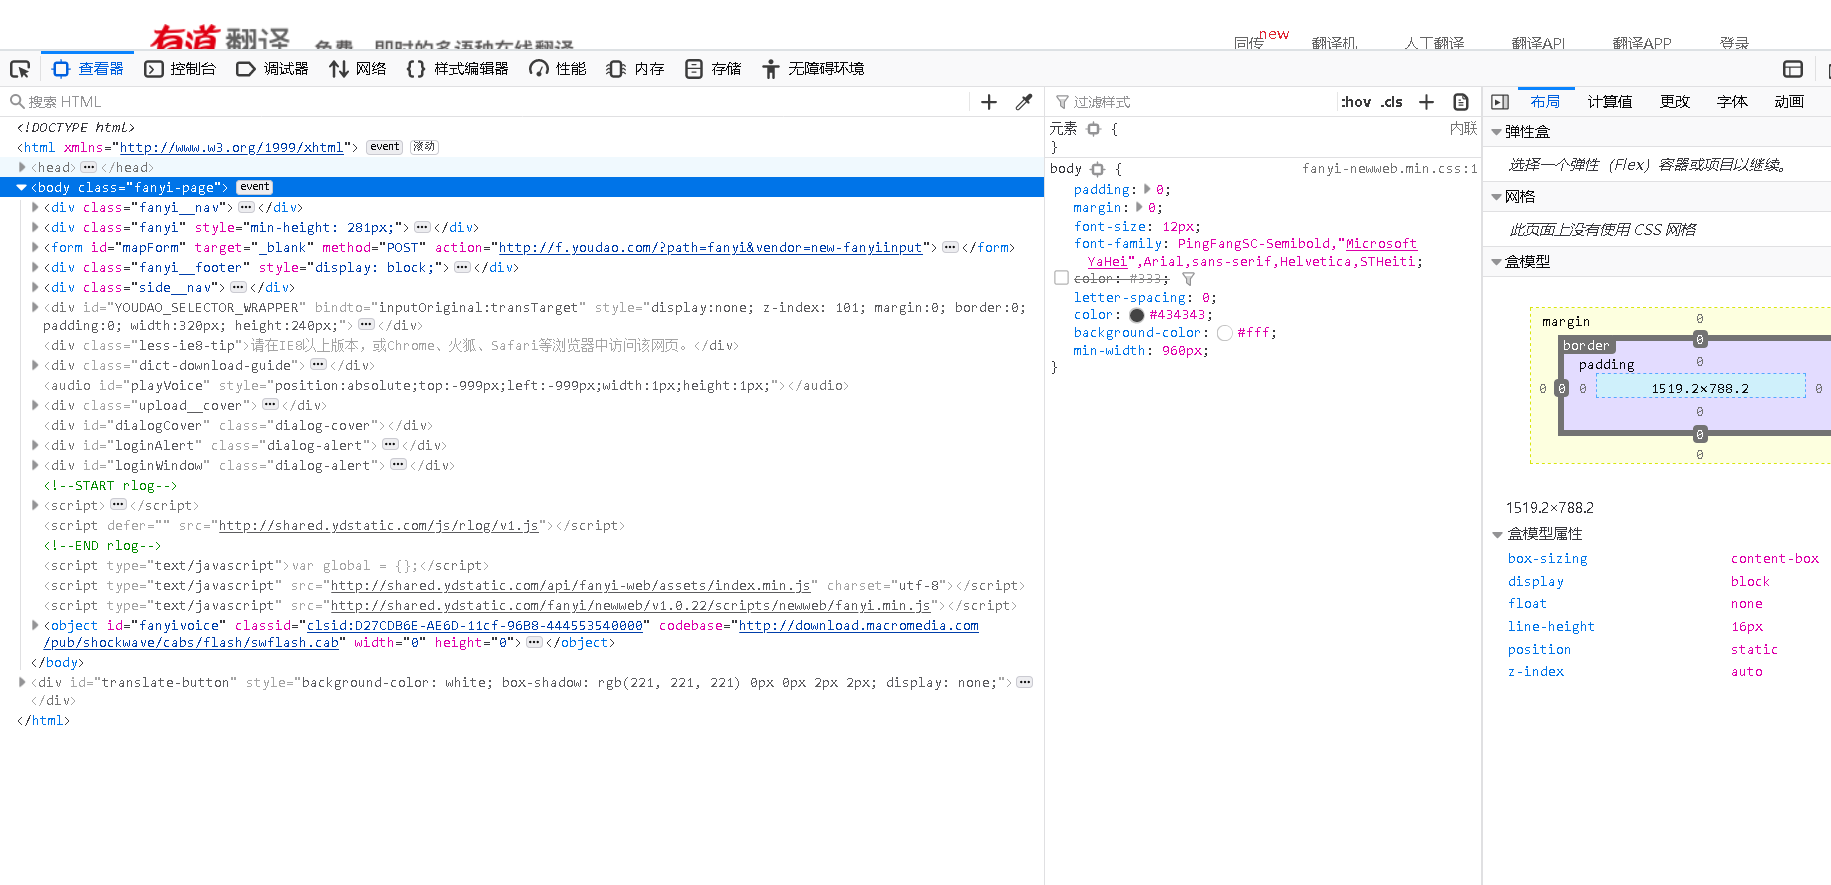 有道 翻译 免费、即时的多语种在线翻译
同传 new 翻译机 人工翻译 翻译API 翻译APP 登录
查看器 控制台 调试器 网络 样式编辑器 性能 内存 存储 无障碍环境
搜索 HTML
<!DOCTYPE html>
<html xmlns="http://www.w3.org/1999/xhtml"> event 滚动
<head> ••• </head>
<body class="fanyi-page"> event
<div class="fanyi__nav"> ••• </div>
<div class="fanyi" style="min-height: 281px;"> ••• </div>
<form id="mapForm" target="_blank" method="POST" action="http://f.youdao.com/?path=fanyi&vendor=new-fanyiinput"> ••• </form>
<div class="fanyi__footer" style="display: block;"> ••• </div>
<div class="side__nav"> ••• </div>
<div id="YOUDAO_SELECTOR_WRAPPER" bindto="inputOriginal:transTarget" style="display:none; z-index: 101; margin:0; border:0;
padding:0; width:320px; height:240px;"> ••• </div>
<div class="less-ie8-tip">请在IE8以上版本，或Chrome、火狐、Safari等浏览器中访问该网页。</div>
<div class="dict-download-guide"> ••• </div>
<audio id="playVoice" style="position:absolute;top:-999px;left:-999px;width:1px;height:1px;"></audio>
<div class="upload__cover"> ••• </div>
<div id="dialogCover" class="dialog-cover"></div>
<div id="loginAlert" class="dialog-alert"> ••• </div>
<div id="loginWindow" class="dialog-alert"> ••• </div>
<!--START rlog-->
<script> ••• </script>
<script defer="" src="http://shared.ydstatic.com/js/rlog/v1.js"></script>
<!--END rlog-->
<script type="text/javascript">var global = {};</script>
<script type="text/javascript" src="http://shared.ydstatic.com/api/fanyi-web/assets/index.min.js" charset="utf-8"></script>
<script type="text/javascript" src="http://shared.ydstatic.com/fanyi/newweb/v1.0.22/scripts/newweb/fanyi.min.js"></script>
<object id="fanyivoice" classid="clsid:D27CDB6E-AE6D-11cf-96B8-444553540000" codebase="http://download.macromedia.com
/pub/shockwave/cabs/flash/swflash.cab" width="0" height="0"> ••• </object>
</body>
<div id="translate-button" style="background-color: white; box-shadow: rgb(221, 221, 221) 0px 0px 2px 2px; display: none;"> •••
</div>
</html>
过滤样式 :hov .cls +
元素 { 内联
}
body { fanyi-newweb.min.css:1
padding: 0;
margin: 0;
font-size: 12px;
font-family: PingFangSC-Semibold,"Microsoft
YaHei",Arial,sans-serif,Helvetica,STHeiti;
color: #333;
letter-spacing: 0;
color: #434343;
background-color: #fff;
min-width: 960px;
}
布局 计算值 更改 字体 动画
弹性盒
选择一个弹性（Flex）容器或项目以继续。
网格
此页面上没有使用 CSS 网格
盒模型
margin 0
border 0
padding 0
0 0 0 1519.2×788.2 0
0
0
0
1519.2×788.2
盒模型属性
box-sizing content-box
display block
float none
line-height 16px
position static
z-index auto